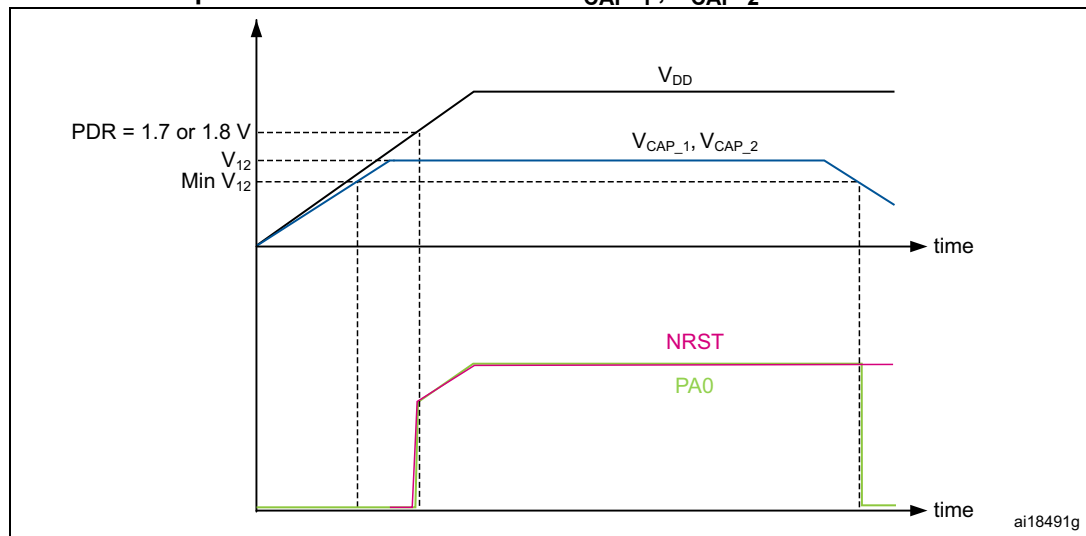 CAP_1, CAP_2
VDD
PDR = 1.7 or 1.8 V
VCAP_1, VCAP_2
V12
Min V12
time
NRST
PA0
time
ai18491g